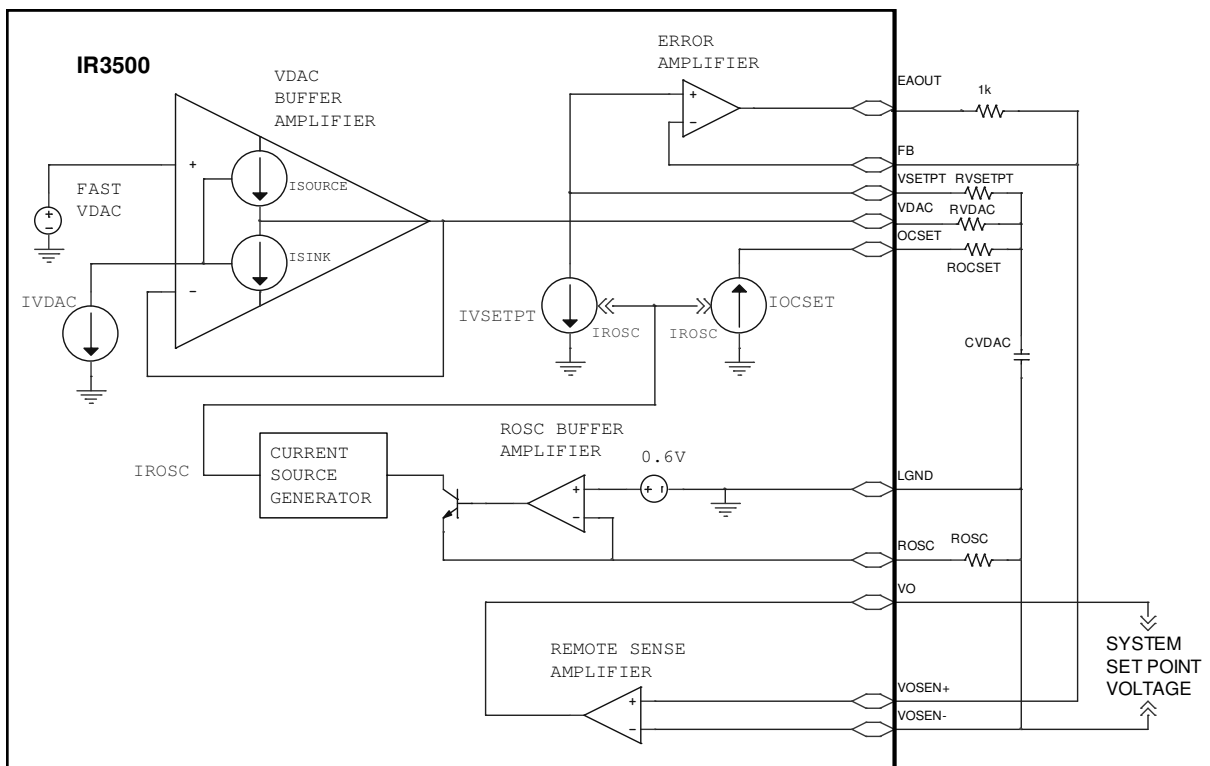 IR3500
VDAC
BUFFER
AMPLIFIER
ERROR
AMPLIFIER
EAOUT
1k
+
-
FB
+
ISOURCE
FAST
VDAC
+
-
VSETPT
RVSETPT
VDAC
RVDAC
OCSET
ROCSET
ISINK
-
IVDAC
IVSETPT
IROSC
IROSC
IOCSET
CVDAC
ROSC BUFFER
AMPLIFIER
0.6V
IROSC
CURRENT
SOURCE
GENERATOR
+
-
+
-
LGND
ROSC
ROSC
VO
REMOTE SENSE
AMPLIFIER
SYSTEM
SET POINT
VOLTAGE
+
-
VOSEN+
VOSEN-